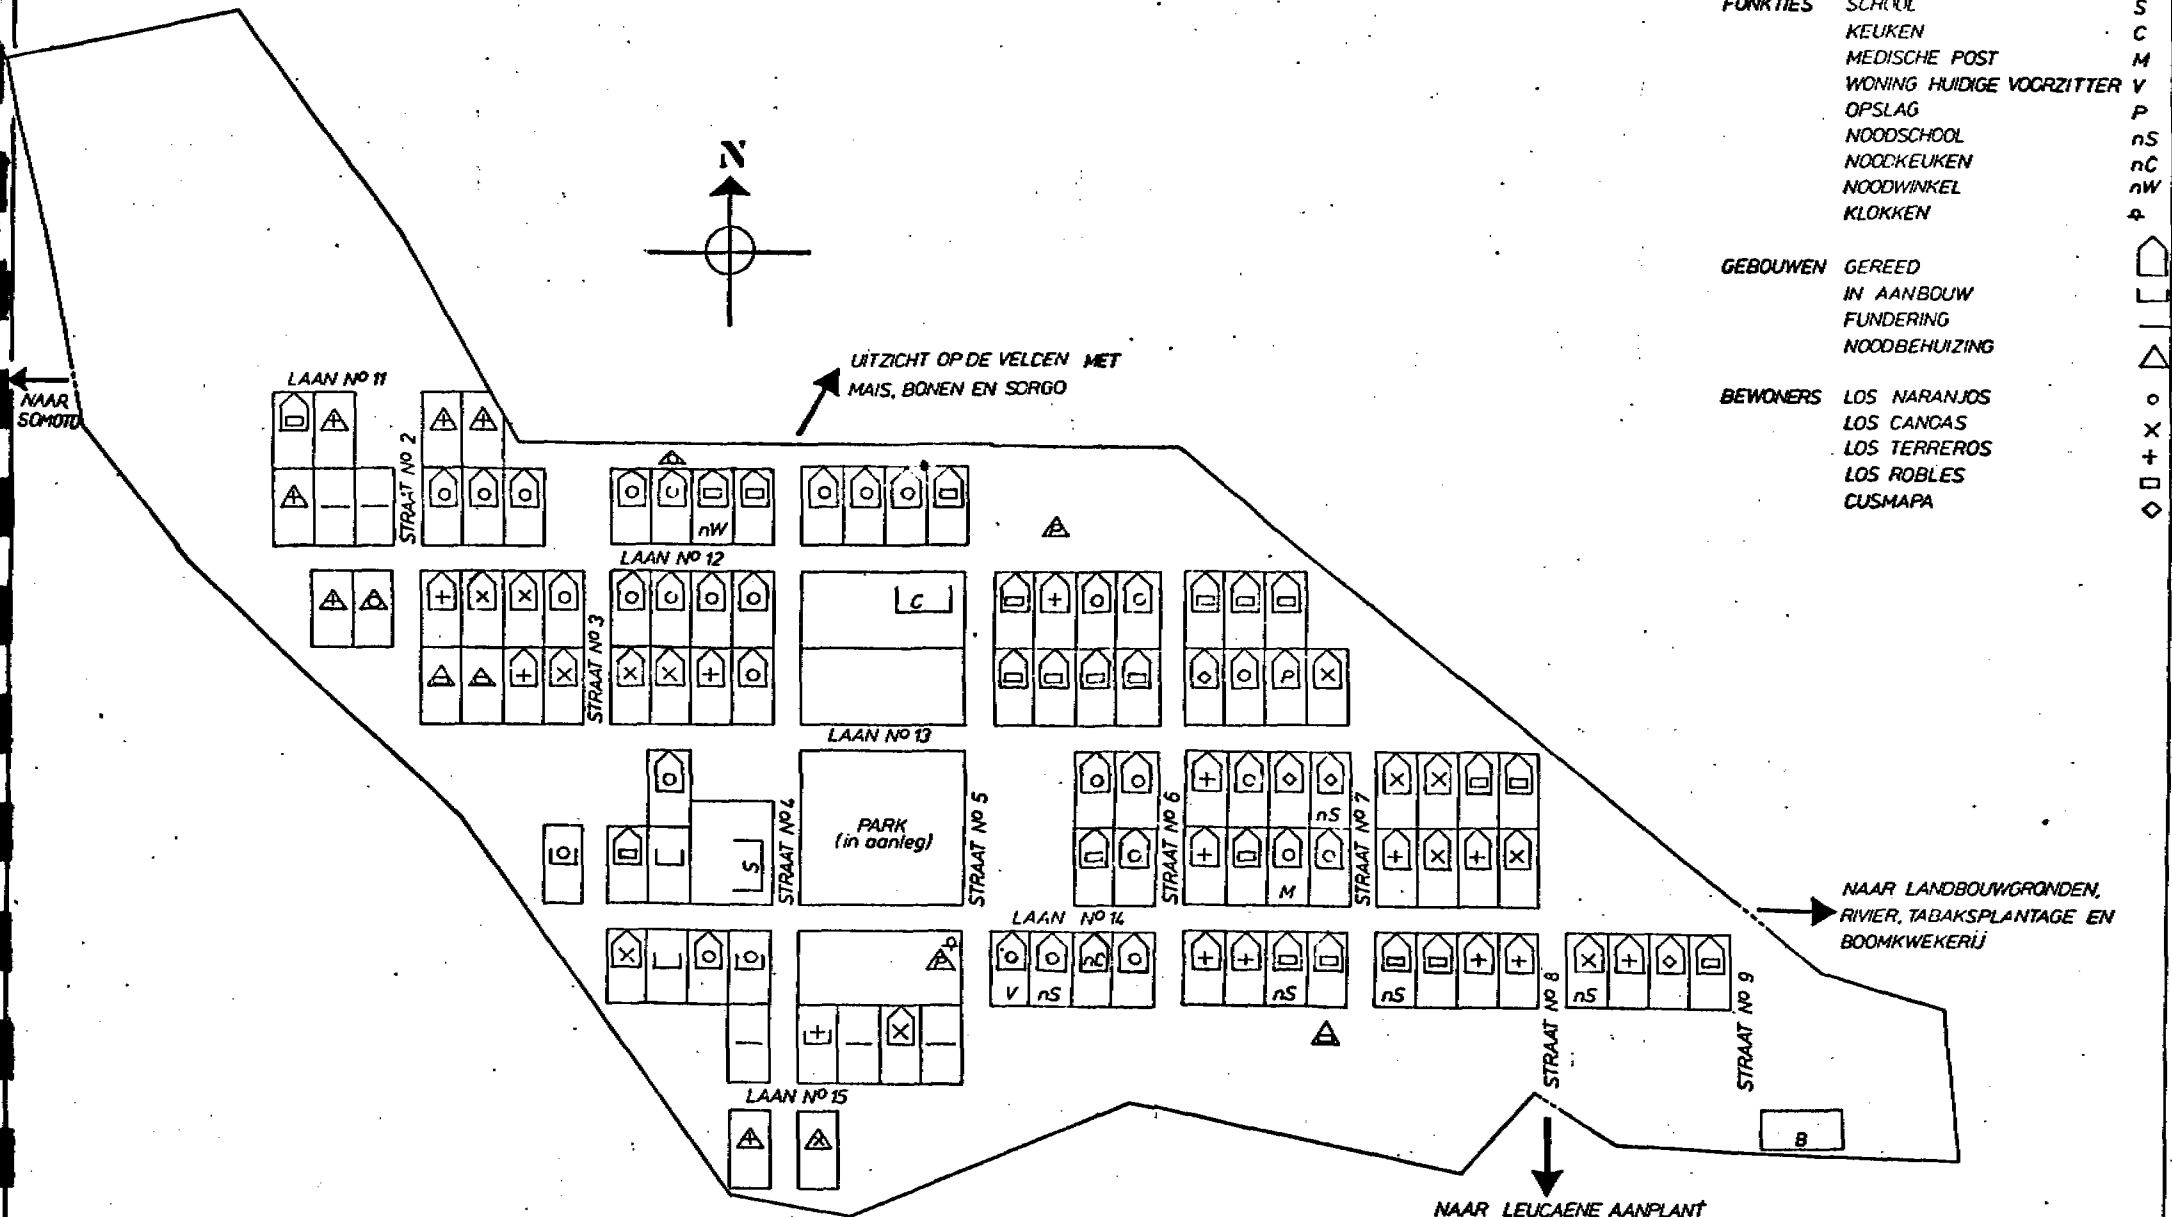 FUNKTIES SCHOOL S
KEUKEN C
MEDISCHE POST M
WONING HUIDIGE VOORZITTER V
OPSLAG P
NOODSCHOOL nS
NOODKEUKEN nC
NOODWINKEL nW
KLOKKEN
GEBOUWEN GEREED
IN AANBOUW
FUNDERING
NOODBEHUIZING
BEWONERS LOS NARANJOS
LOS CANCAS
LOS TERREROS
LOS ROBLES
CUSMAPA
N
UITZICHT OP DE VELDEN MET
MAIS, BONEN EN SORGO
LAAN Nº 11
NAAR
SOMOTO
STRAAT Nº 2
nW
LAAN Nº 12
C
STRAAT Nº 3
P
LAAN Nº 13
STRAAT Nº 4
PARK
(in aanleg)
STRAAT Nº 5
STRAAT Nº 6
nS
STRAAT Nº 7
S
M
NAAR LANDBOUWGRONDEN,
RIVIER, TABAKSPLANTAGE EN
BOOMKWEKERIJ
LAAN Nº 14
nC
V nS nS nS nS
STRAAT Nº 8
STRAAT Nº 9
LAAN Nº 15
B
NAAR LEUCAENE AANPLANT